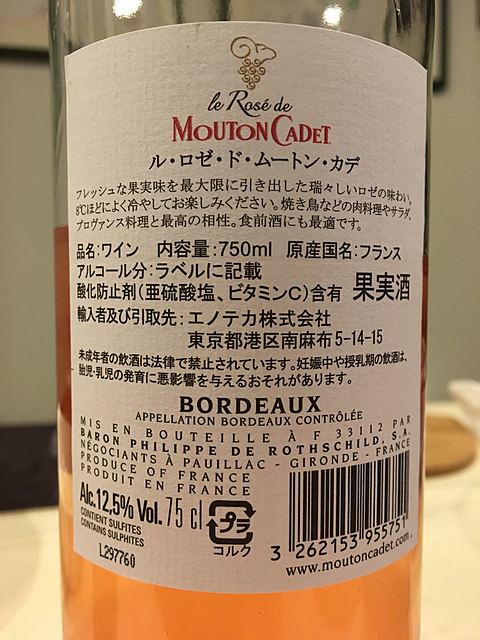 le Rosé de
MOUTON CADET
ル・ロゼ・ド・ムートン・カデ
フレッシュな果実味を最大限に引き出した瑞々しいロゼの味わい。
8℃ほどによく冷やしてお楽しみください。焼き鳥などの肉料理やサラダ、
プロヴァンス料理と最高の相性。食前酒にも最適です。
品名:ワイン 内容量:750ml 原産国名:フランス
アルコール分:ラベルに記載
酸化防止剤(亜硫酸塩、ビタミンC)含有 果実酒
輸入者及び引取先:エノテカ株式会社
東京都港区南麻布5-14-15
未成年者の飲酒は法律で禁止されています。妊娠中や授乳期の飲酒は、
胎児・乳児の発育に悪影響を与えるおそれがあります。
BORDEAUX
APPELLATION BORDEAUX CONTRÔLÉE
MIS EN BOUTEILLE À F 33112 PAR
BARON PHILIPPE DE ROTHSCHILD, S.A.
NÉGOCIANTS À PAUILLAC - GIRONDE - FRANCE
PRODUCE OF FRANCE
PRODUIT EN FRANCE
Alc.12,5% Vol. 75 cl
CONTIENT SULFITES
CONTAINS SULPHITES
L297760
プラ
コルク
3 262153 955751
www.moutoncadet.com